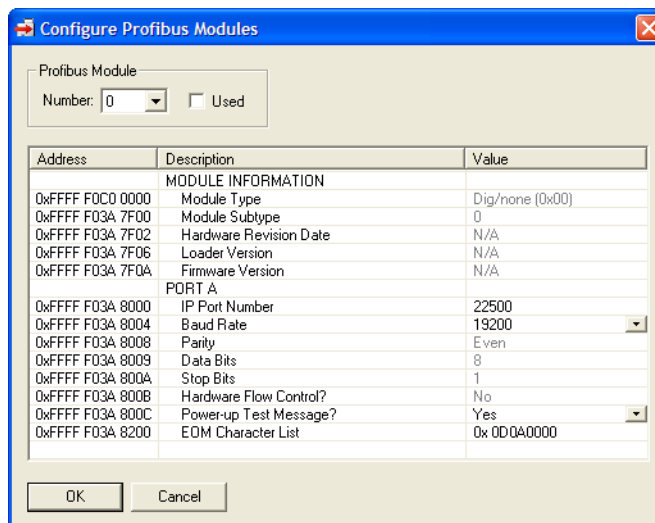 Configure Profibus Modules
Profibus Module
Number: 0 Used
Address Description Value
MODULE INFORMATION
0xFFFF F0C0 0000 Module Type Dig/none (0x00)
0xFFFF F03A 7F00 Module Subtype 0
0xFFFF F03A 7F02 Hardware Revision Date N/A
0xFFFF F03A 7F06 Loader Version N/A
0xFFFF F03A 7F0A Firmware Version N/A
PORT A
0xFFFF F03A 8000 IP Port Number 22500
0xFFFF F03A 8004 Baud Rate 19200
0xFFFF F03A 8008 Parity Even
0xFFFF F03A 8009 Data Bits 8
0xFFFF F03A 800A Stop Bits 1
0xFFFF F03A 800B Hardware Flow Control? No
0xFFFF F03A 800C Power-up Test Message? Yes
0xFFFF F03A 8200 EOM Character List 0x 0D0A0000
OK Cancel